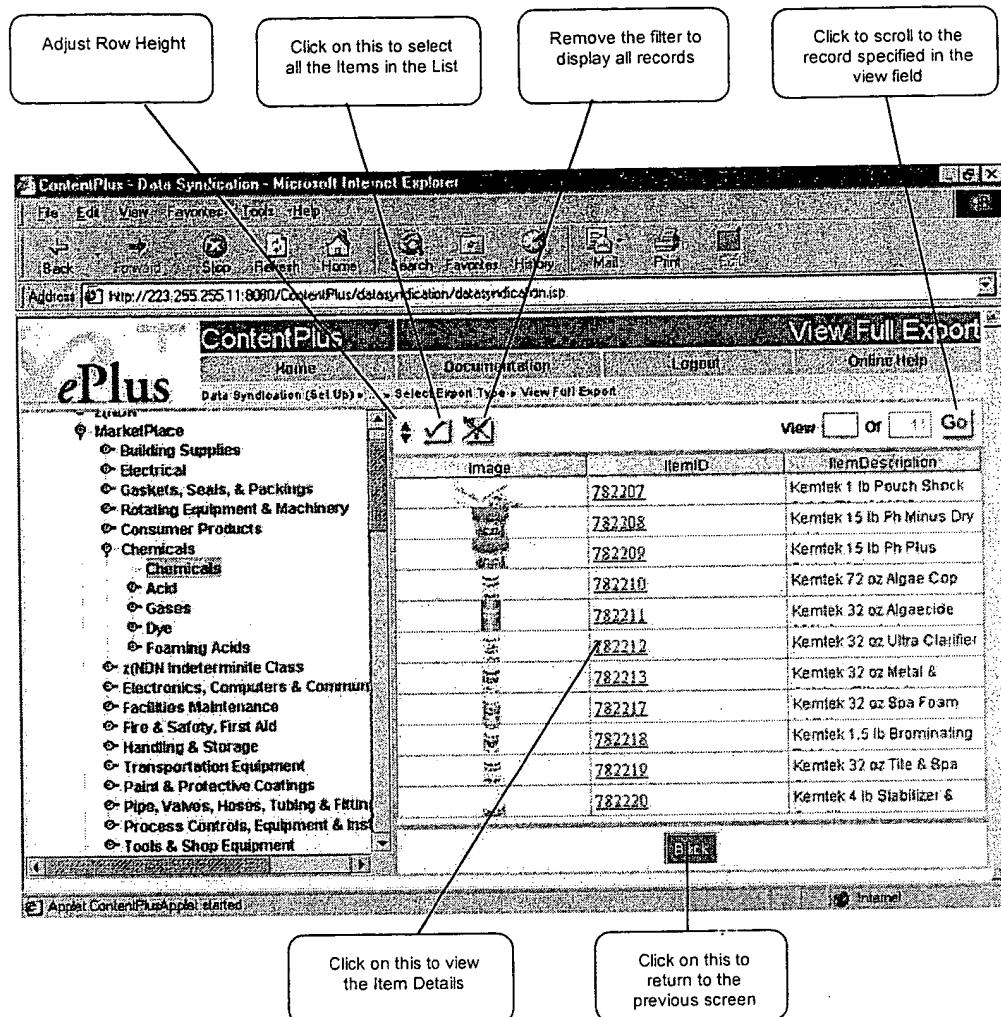 Adjust Row Height
Click on this to select
all the Items in the List
Remove the filter to
display all records
Click to scroll to the
record specified in the
view field
ContentPlus - Data Syndication - Microsoft Internet Explorer
File Edit View Favorites Tools Help
Back Forward Stop Refresh Home Search Favorites History Mail Print Edit
Address http://223.255.255.11:8080/ContentPlus/datasyndication/datasyndication.jsp
ePlus
ContentPlus View Full Export
Home Documentation Logout Online Help
Data Syndication (Set Up) » Select Export Type » View Full Export
z(NDN
MarketPlace
Building Supplies
Electrical
Gaskets, Seals, & Packings
Rotating Equipment & Machinery
Consumer Products
Chemicals
Chemicals
Acid
Gases
Dye
Foaming Acids
z(NDN Indeterminite Class
Electronics, Computers & Commun
Facilities Maintenance
Fire & Safety, First Aid
Handling & Storage
Transportation Equipment
Paint & Protective Coatings
Pipe, Valves, Hoses, Tubing & Fittin
Process Controls, Equipment & Inst
Tools & Shop Equipment
View Of 11 Go
Image ItemID ItemDescription
782207 Kemtek 1 lb Pouch Shock
782208 Kemtek 15 lb Ph Minus Dry
782209 Kemtek 15 lb Ph Plus
782210 Kemtek 72 oz Algae Cop
782211 Kemtek 32 oz Algaecide
782212 Kemtek 32 oz Ultra Clarifier
782213 Kemtek 32 oz Metal &
782217 Kemtek 32 oz Spa Foam
782218 Kemtek 1.5 lb Brominating
782219 Kemtek 32 oz Tile & Spa
782220 Kemtek 4 lb Stabilizer &
Back
Applet ContentPlusApplet started Internet
Click on this to view
the Item Details
Click on this to
return to the
previous screen